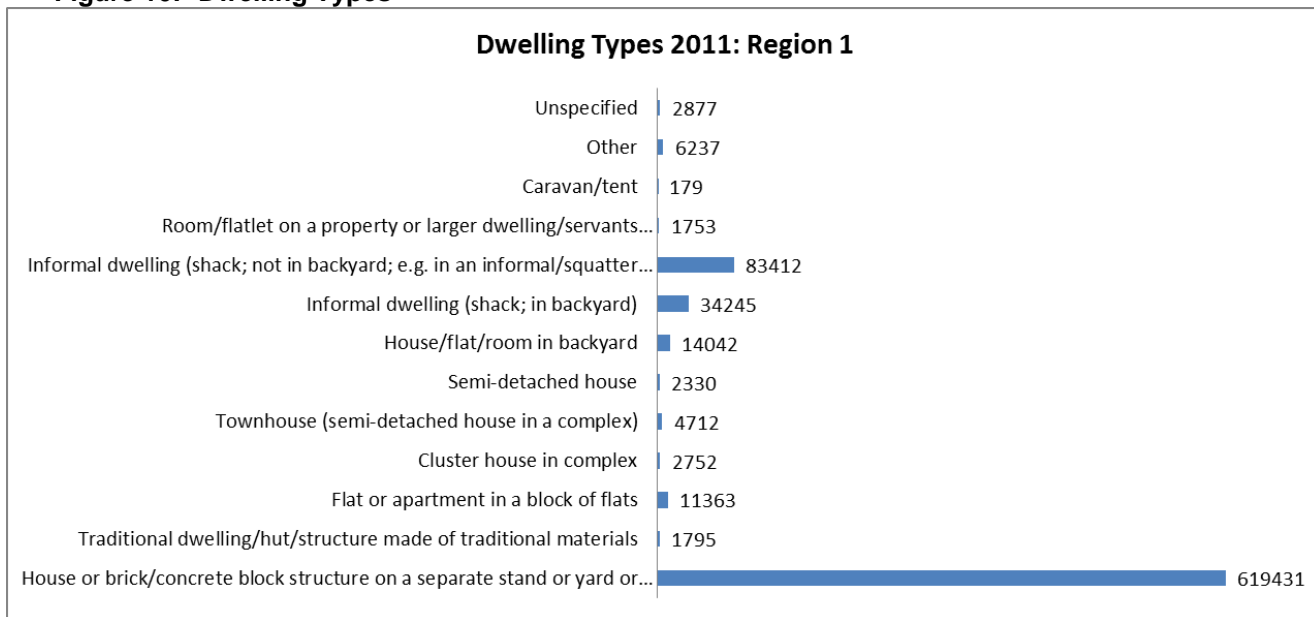 Figure 10: Dwelling Types
Dwelling Types 2011: Region 1
Unspecified 2877
Other 6237
Caravan/tent 179
Room/flatlet on a property or larger dwelling/servants... 1753
Informal dwelling (shack; not in backyard; e.g. in an informal/squatter... 83412
Informal dwelling (shack; in backyard) 34245
House/flat/room in backyard 14042
Semi-detached house 2330
Townhouse (semi-detached house in a complex) 4712
Cluster house in complex 2752
Flat or apartment in a block of flats 11363
Traditional dwelling/hut/structure made of traditional materials 1795
House or brick/concrete block structure on a separate stand or yard or... 619431